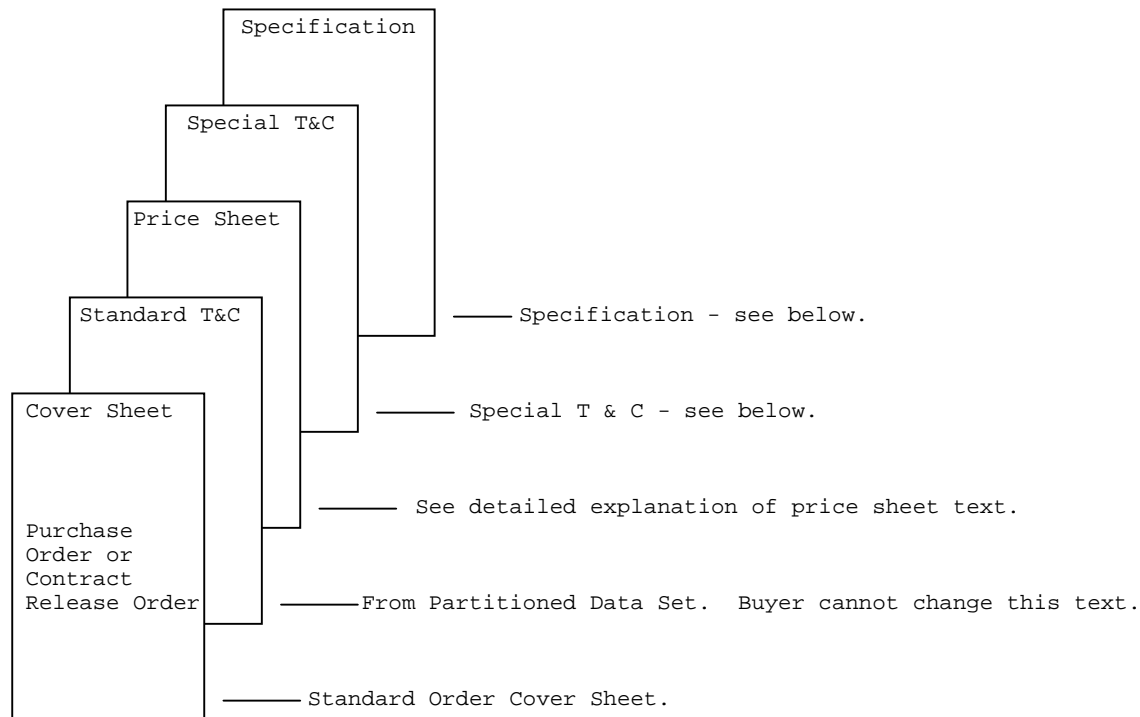 Specification
Special T&C
Price Sheet
Standard T&C
Specification - see below.
Cover Sheet
Special T & C - see below.
See detailed explanation of price sheet text.
Purchase
Order or
Contract
Release Order
From Partitioned Data Set.  Buyer cannot change this text.
Standard Order Cover Sheet.